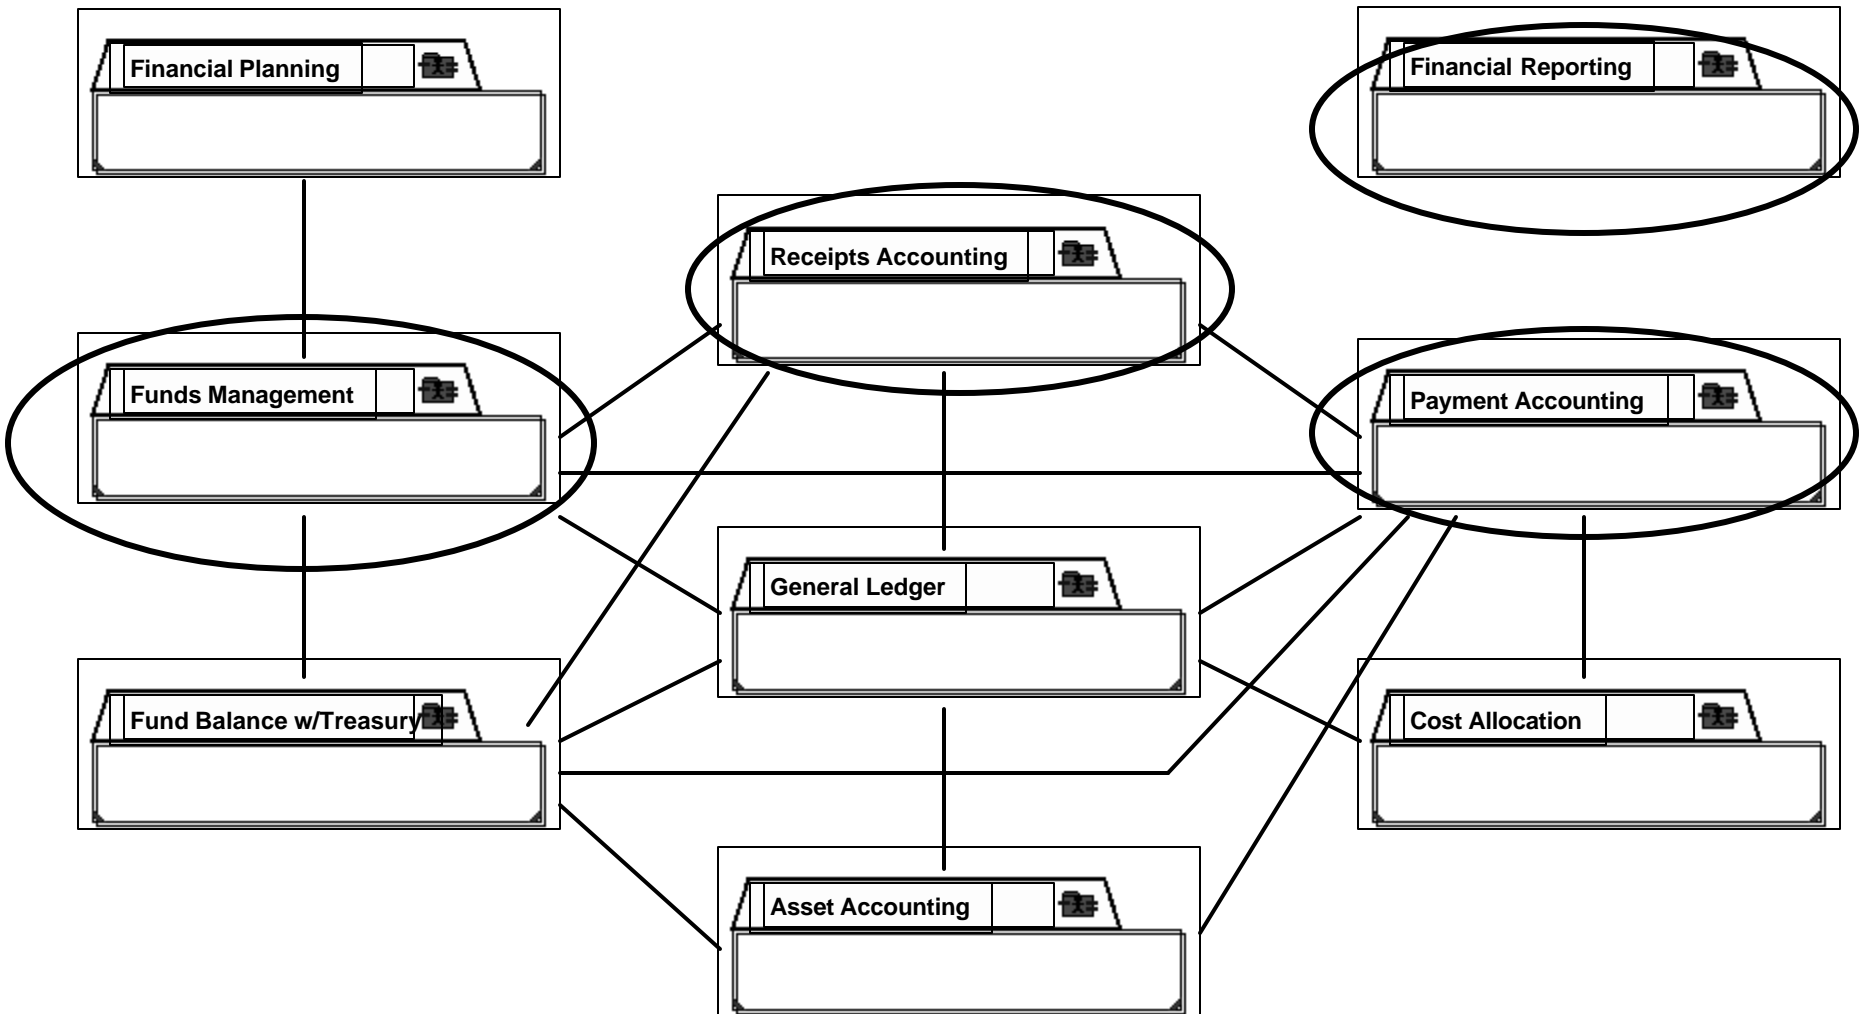 Financial Planning
Financial Reporting
Receipts Accounting
Funds Management
Payment Accounting
General Ledger
Fund Balance w/Treasury
Cost Allocation
Asset Accounting